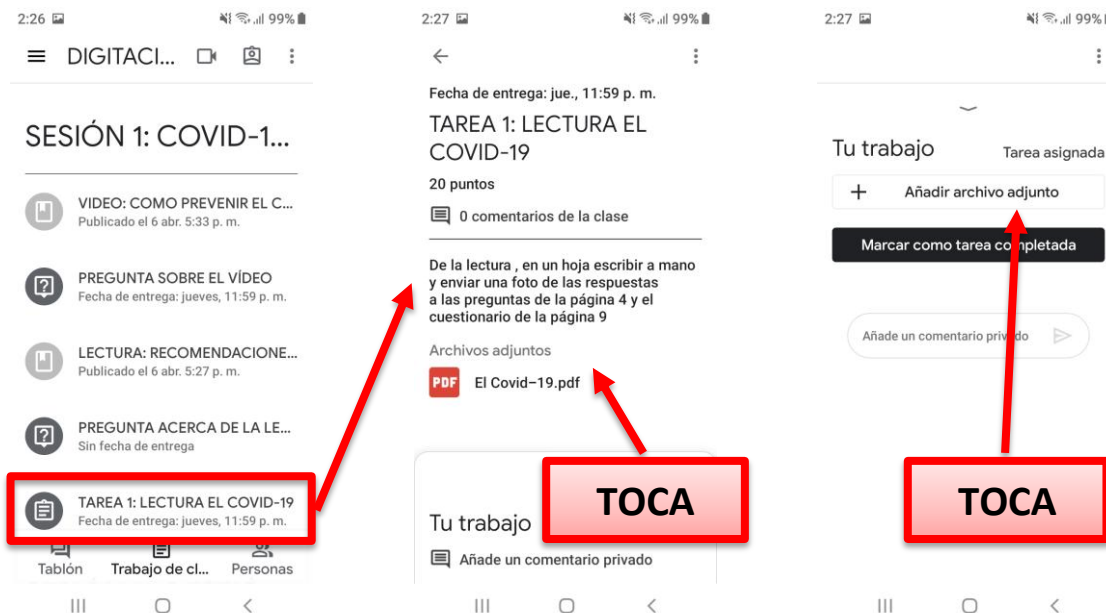 2:26 99%
DIGITACI...
SESIÓN 1: COVID-1...
VIDEO: COMO PREVENIR EL C...
Publicado el 6 abr. 5:33 p. m.
PREGUNTA SOBRE EL VÍDEO
Fecha de entrega: jueves, 11:59 p. m.
LECTURA: RECOMENDACIONE...
Publicado el 6 abr. 5:27 p. m.
PREGUNTA ACERCA DE LA LE...
Sin fecha de entrega
TAREA 1: LECTURA EL COVID-19
Fecha de entrega: jueves, 11:59 p. m.
Tablón Trabajo de cl... Personas
2:27 99%
Fecha de entrega: jue., 11:59 p. m.
TAREA 1: LECTURA EL
COVID-19
20 puntos
0 comentarios de la clase
De la lectura , en un hoja escribir a mano
y enviar una foto de las respuestas
a las preguntas de la página 4 y el
cuestionario de la página 9
Archivos adjuntos
PDF El Covid-19.pdf
TOCA
Tu trabajo
Añade un comentario privado
2:27 99%
Tu trabajo Tarea asignada
+ Añadir archivo adjunto
Marcar como tarea completada
Añade un comentario privado
TOCA